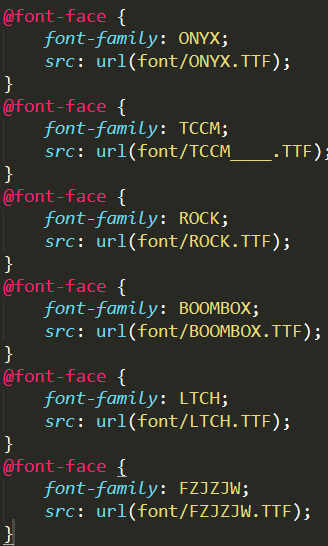 @font-face {
font-family: ONYX;
src: url(font/ONYX.TTF);
}
@font-face {
font-family: TCCM;
src: url(font/TCCM____.TTF);
}
@font-face {
font-family: ROCK;
src: url(font/ROCK.TTF);
}
@font-face {
font-family: BOOMBOX;
src: url(font/BOOMBOX.TTF);
}
@font-face {
font-family: LTCH;
src: url(font/LTCH.TTF);
}
@font-face {
font-family: FZJZJW;
src: url(font/FZJZJW.TTF);
}